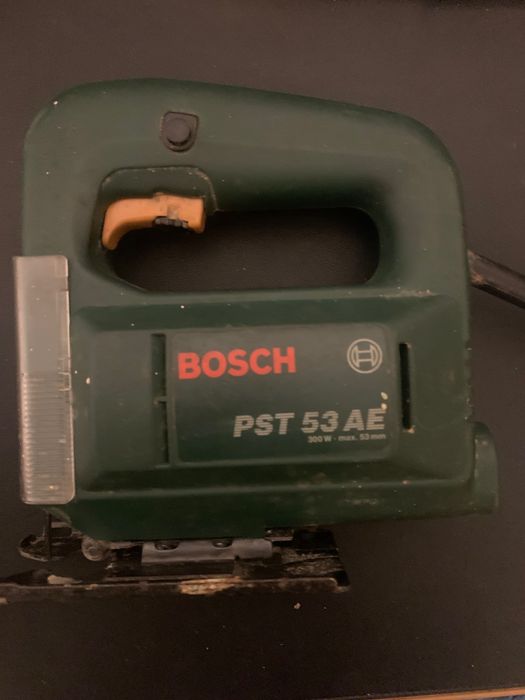 BOSCH
PST 53 AE
300 W - max. 53 mm